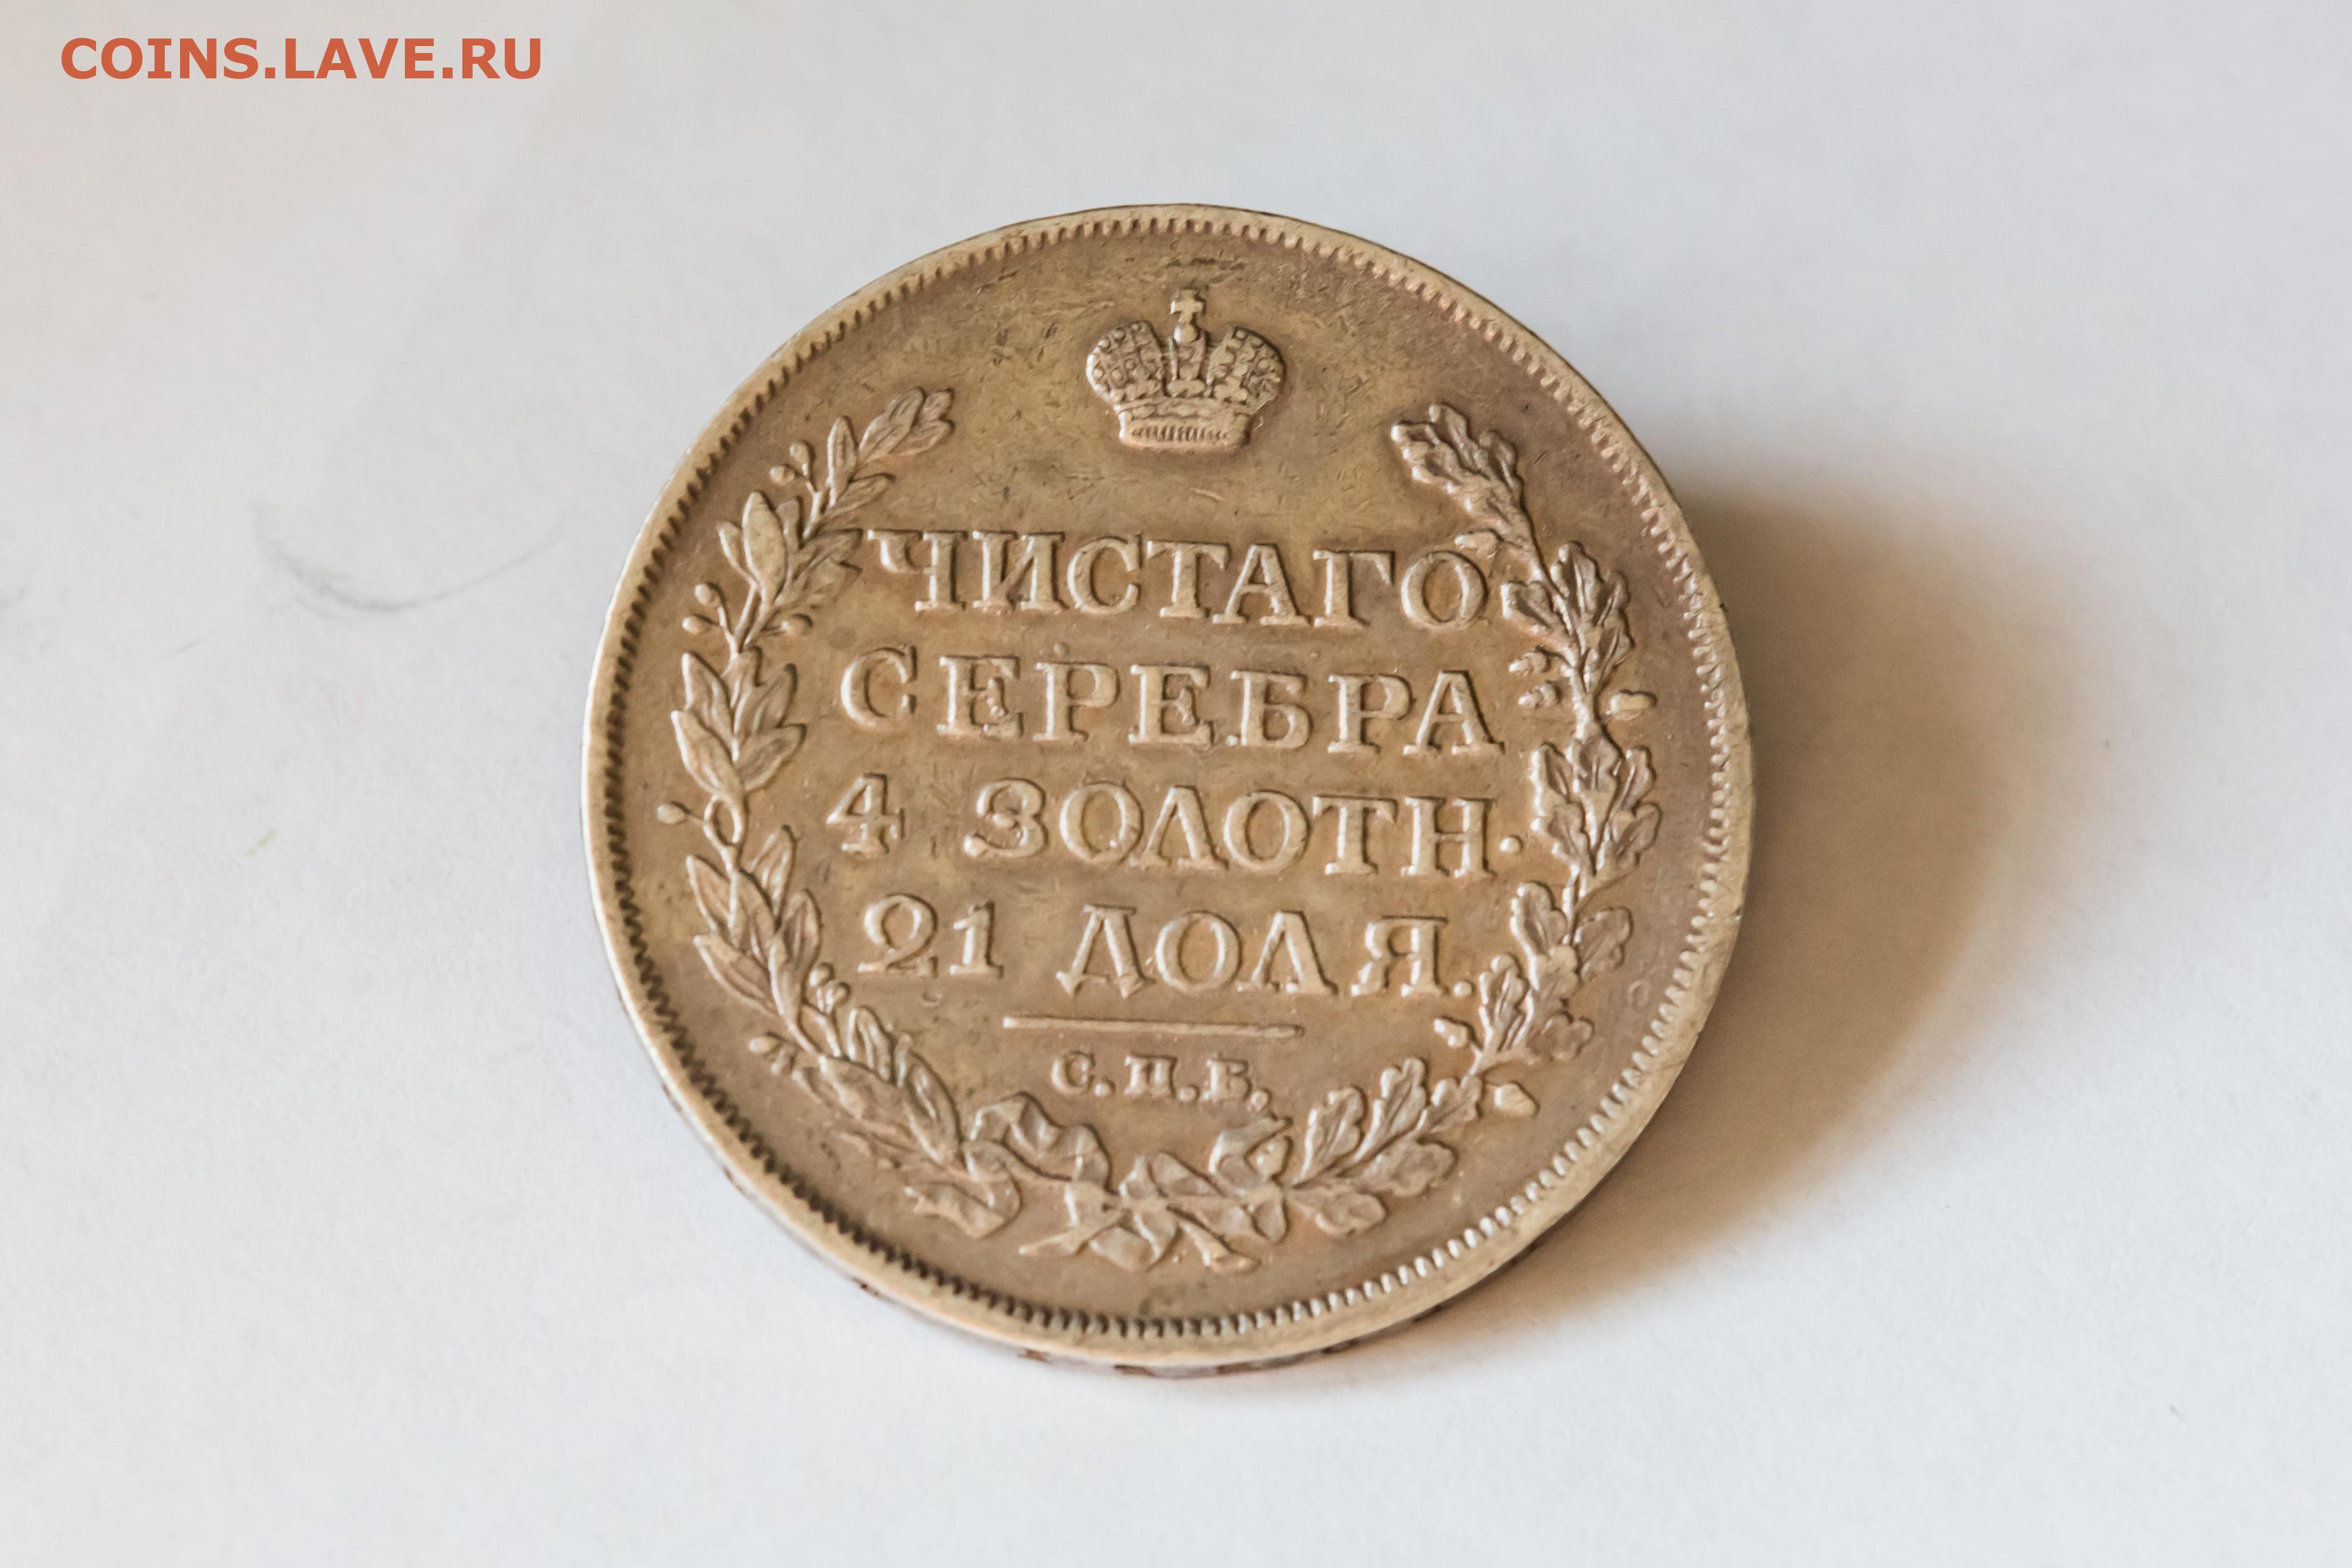 COINS.LAVE.RU
ЧИСТАГО
СЕРЕБРА
4 ЗОЛОТН.
21 ДОЛЯ.
С.П.Б.